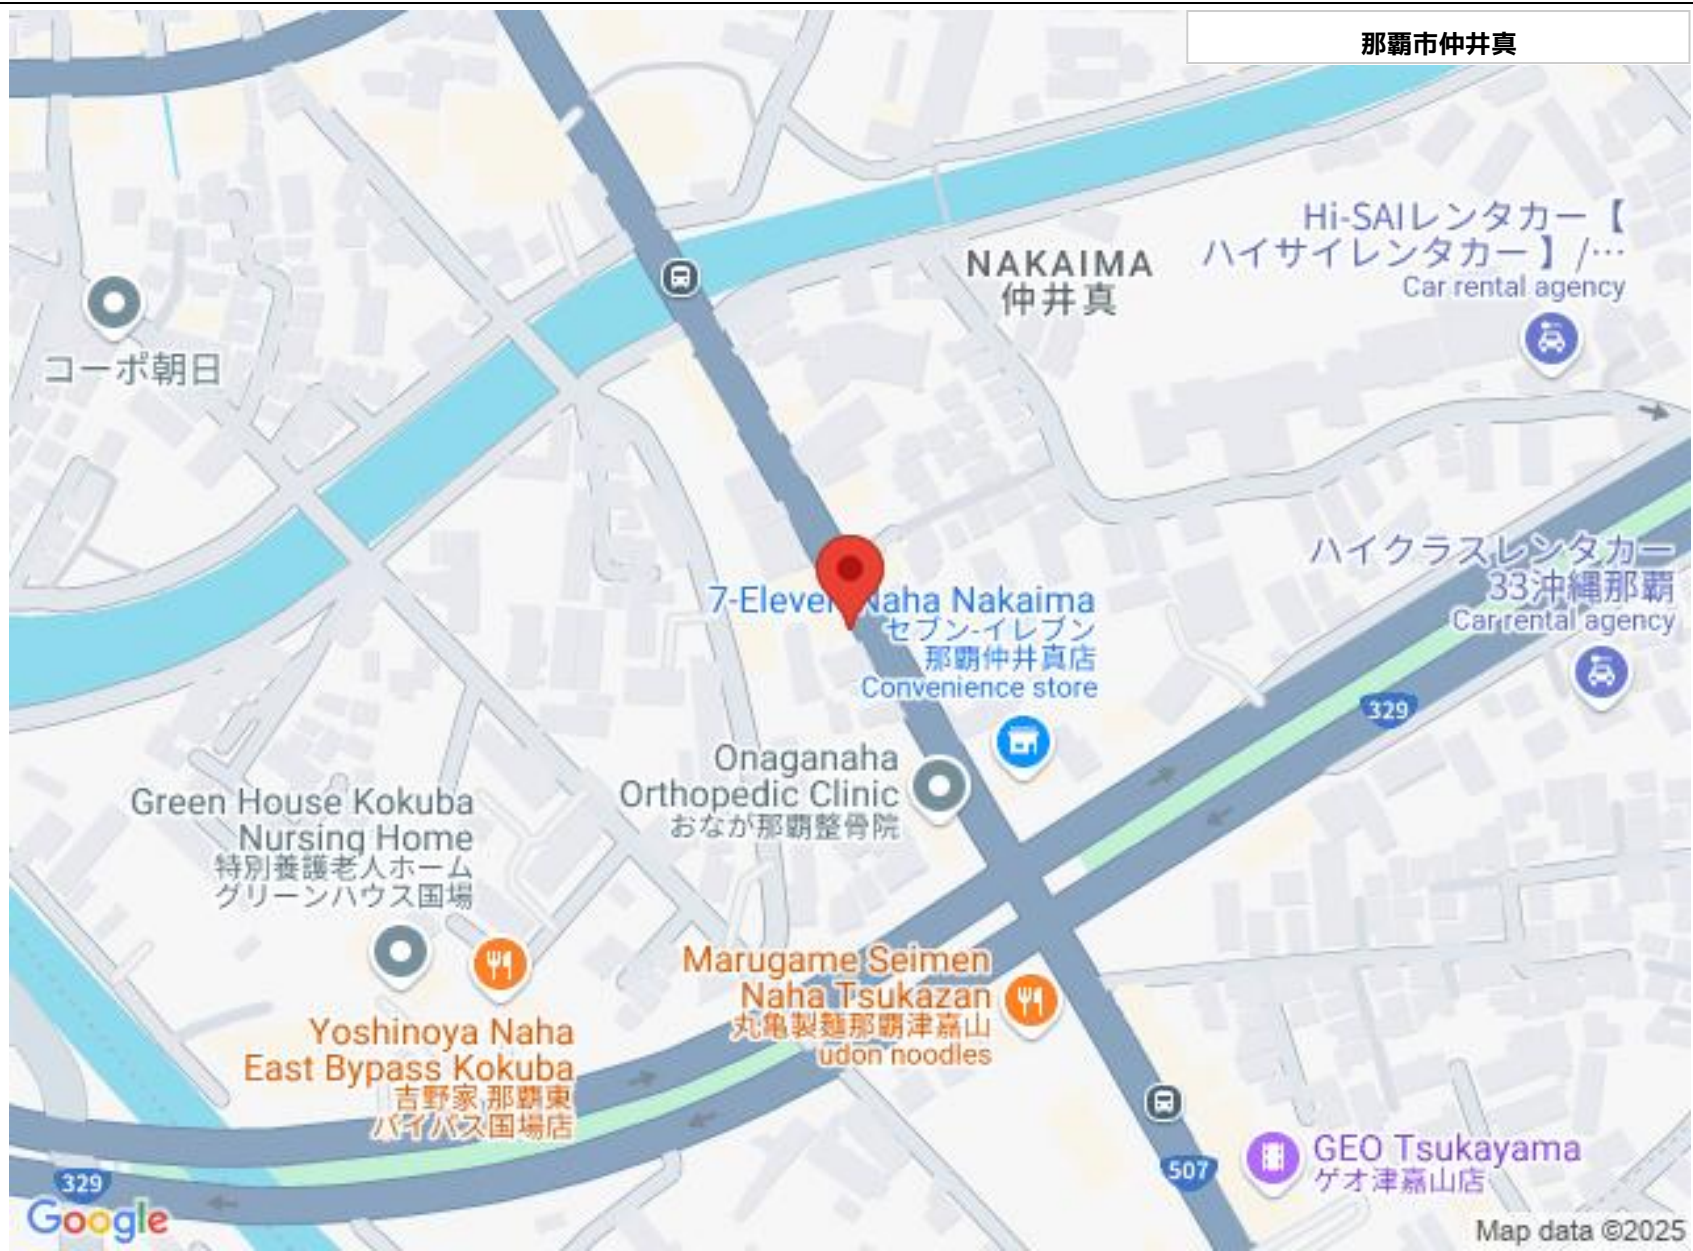 那覇市仲井真
Hi-SAIレンタカー【
ハイサイレンタカー】/…
Car rental agency
NAKAIMA
仲井真
コーポ朝日
ハイクラスレンタカー
33沖縄那覇
Car rental agency
7-Eleven Naha Nakaima
セブン-イレブン
那覇仲井真店
Convenience store
329
Onaganaha
Orthopedic Clinic
おなが那覇整骨院
Green House Kokuba
Nursing Home
特別養護老人ホーム
グリーンハウス国場
Marugame Seimen
Naha Tsukazan
丸亀製麺那覇津嘉山
udon noodles
Yoshinoya Naha
East Bypass Kokuba
吉野家 那覇東
バイパス国場店
GEO Tsukayama
ゲオ津嘉山店
507
329
Google
Map data ©2025